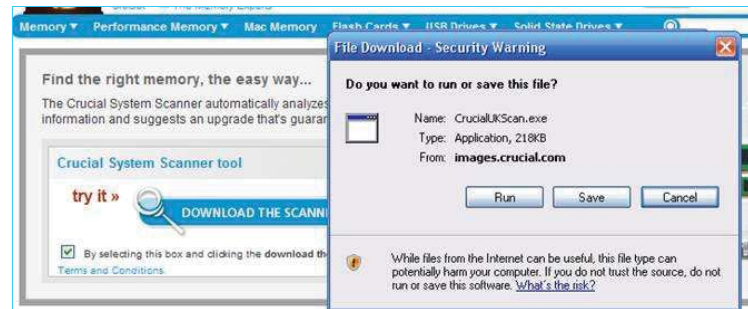 The Memory Experts
Memory Performance Memory Mac Memory Flash Cards USB Drives Solid State Drives
File Download - Security Warning
Find the right memory, the easy way...
The Crucial System Scanner automatically analyzes
information and suggests an upgrade that's guarar
Crucial System Scanner tool
try it »
DOWNLOAD THE SCANN
By selecting this box and clicking the download th
Terms and Conditions
Do you want to run or save this file?
Name: CrucialUKScan.exe
Type: Application, 218KB
From: images.crucial.com
Run Save Cancel
While files from the Internet can be useful, this file type can
potentially harm your computer. If you do not trust the source, do not
run or save this software. What's the risk?